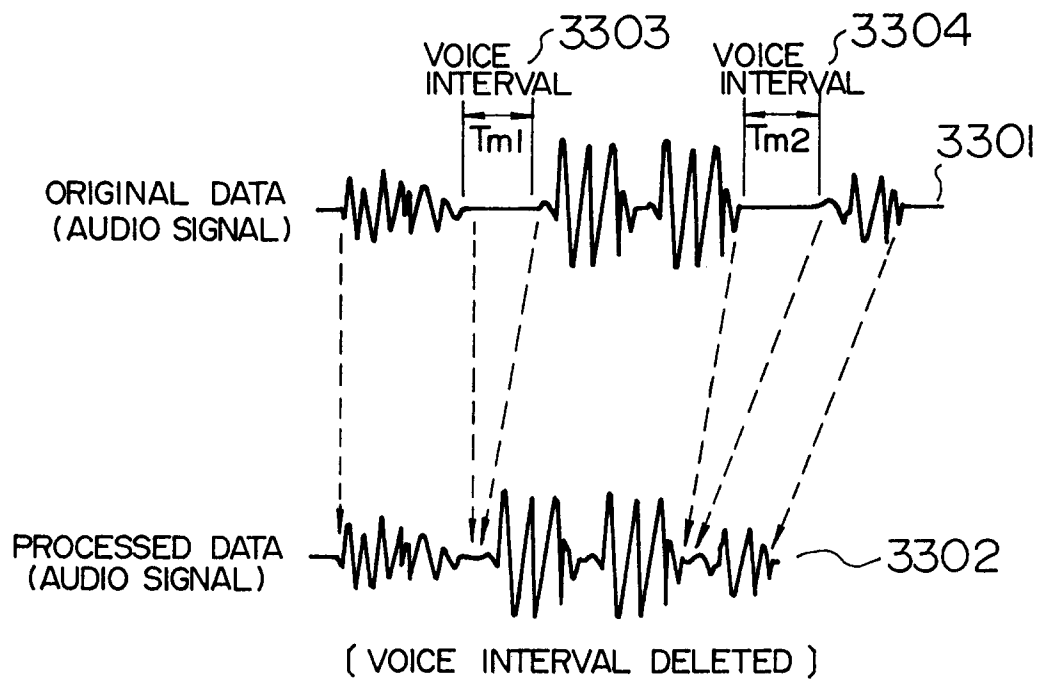 VOICE INTERVAL 3303
VOICE INTERVAL 3304
Tm1
Tm2
3301
ORIGINAL DATA
(AUDIO SIGNAL)
PROCESSED DATA
(AUDIO SIGNAL)
3302
[ VOICE INTERVAL DELETED ]